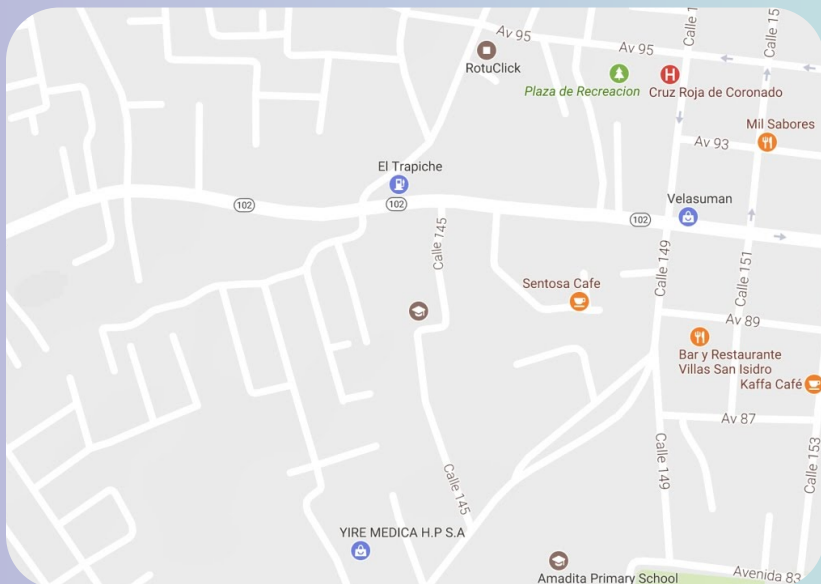 Av 95
Calle 1
Calle 15
RotuClick
Av 95
Plaza de Recreacion
Cruz Roja de Coronado
H
Mil Sabores
Av 93
El Trapiche
102
102
102
Velasuman
Calle 145
Calle 149
Calle 151
Sentosa Cafe
Av 89
Bar y Restaurante
Villas San Isidro
Kaffa Café
Av 87
Calle 149
Calle 153
Calle 145
YIRE MEDICA H.P S.A
Amadita Primary School
Avenida 83